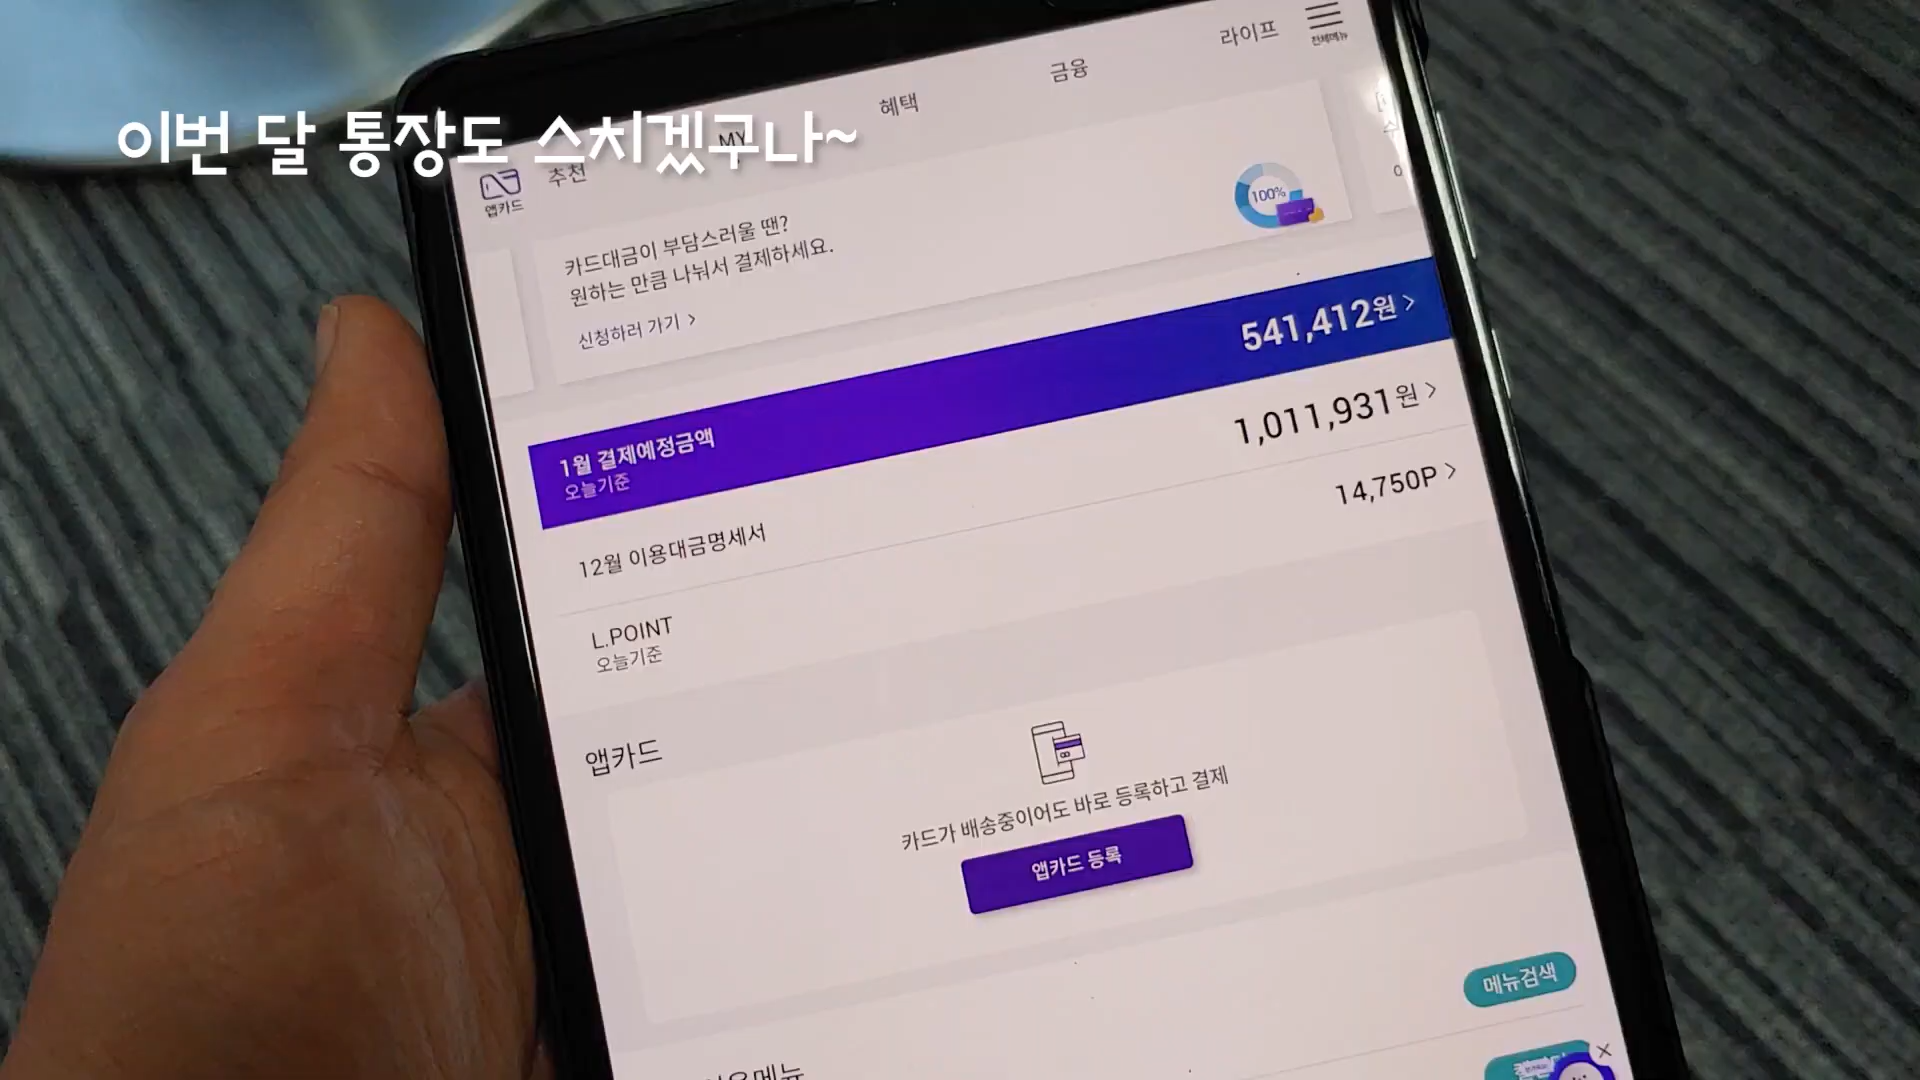 이번 달 통장도 스치겠구나~
앱카드
추천
MY
혜택
금융
라이프
전체메뉴
카드대금이 부담스러울 땐?
원하는 만큼 나눠서 결제하세요.
신청하러 가기 >
100%
1월 결제예정금액
오늘기준
541,412원 >
12월 이용대금명세서
1,011,931원 >
L.POINT
오늘기준
14,750P >
앱카드
카드가 배송중이어도 바로 등록하고 결제
앱카드 등록
메뉴검색